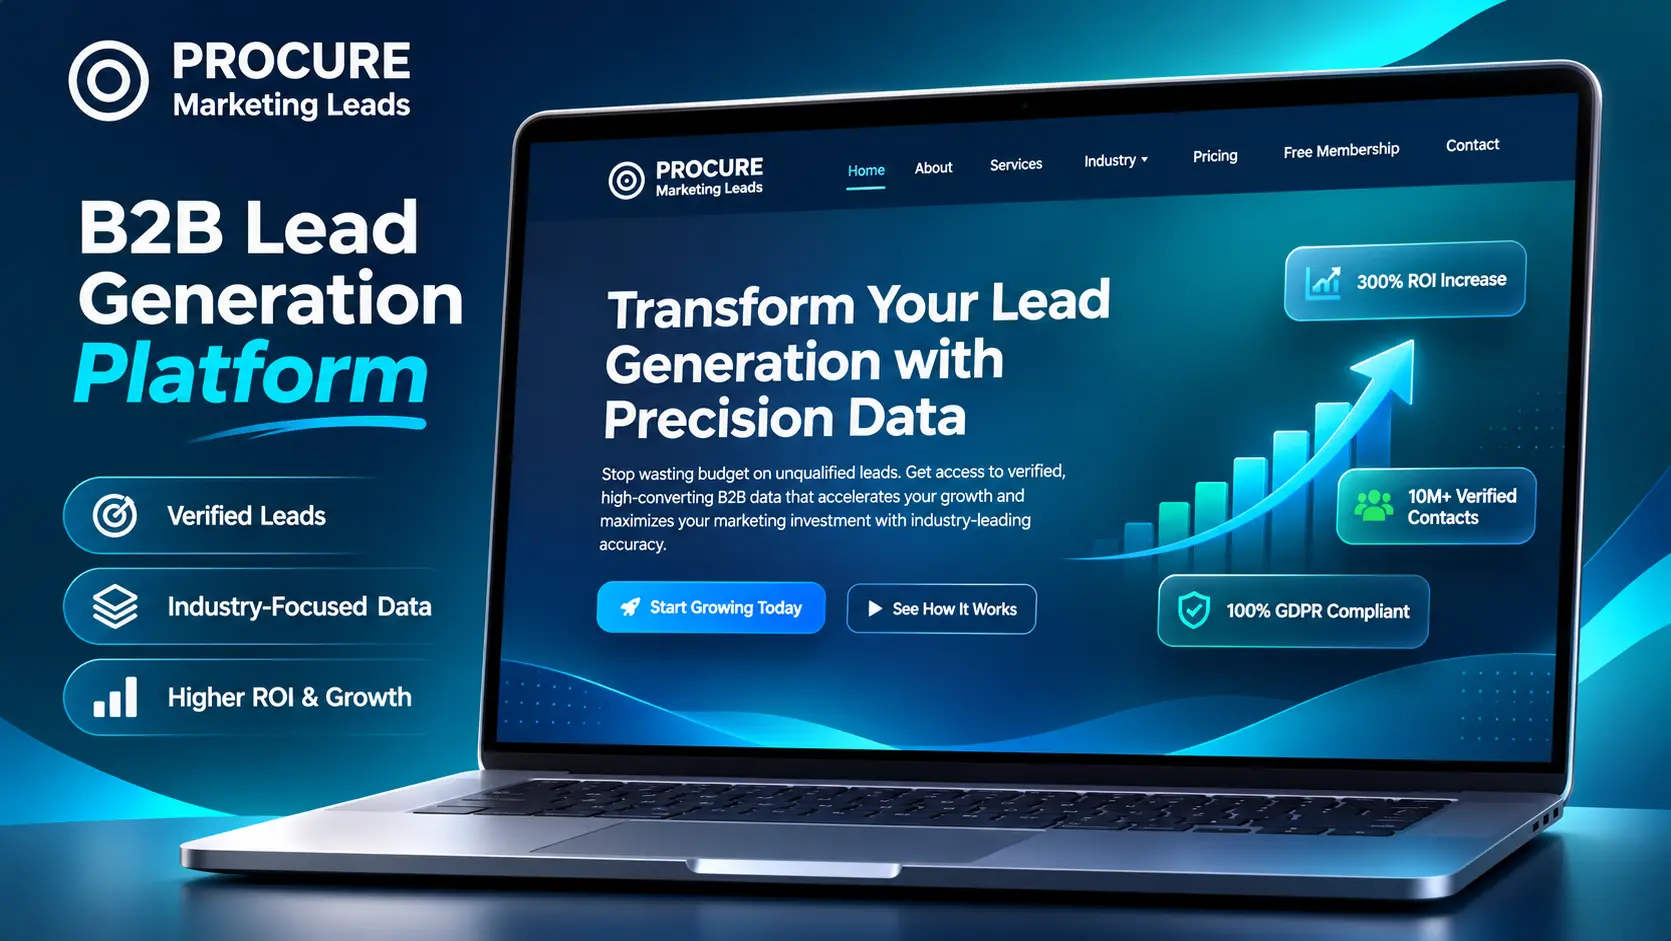 PROCURE
Marketing Leads
B2B Lead
Generation
Platform
Verified Leads
Industry-Focused Data
Higher ROI & Growth
PROCURE
Marketing Leads
Home
About
Services
Industry
Pricing
Free Membership
Contact
Transform Your Lead
Generation with
Precision Data
Stop wasting budget on unqualified leads. Get access to verified,
high-converting B2B data that accelerates your growth and
maximizes your marketing investment with industry-leading
accuracy.
Start Growing Today
See How It Works
300% ROI Increase
10M+ Verified
Contacts
100% GDPR Compliant